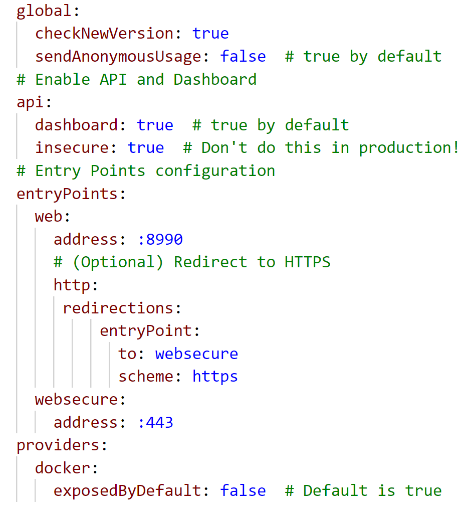 global:
  checkNewVersion: true
  sendAnonymousUsage: false  # true by default
# Enable API and Dashboard
api:
  dashboard: true  # true by default
  insecure: true  # Don't do this in production!
# Entry Points configuration
entryPoints:
  web:
    address: :8990
    # (Optional) Redirect to HTTPS
    http:
     redirections:
         entryPoint:
           to: websecure
           scheme: https
  websecure:
    address: :443
providers:
  docker:
    exposedByDefault: false  # Default is true